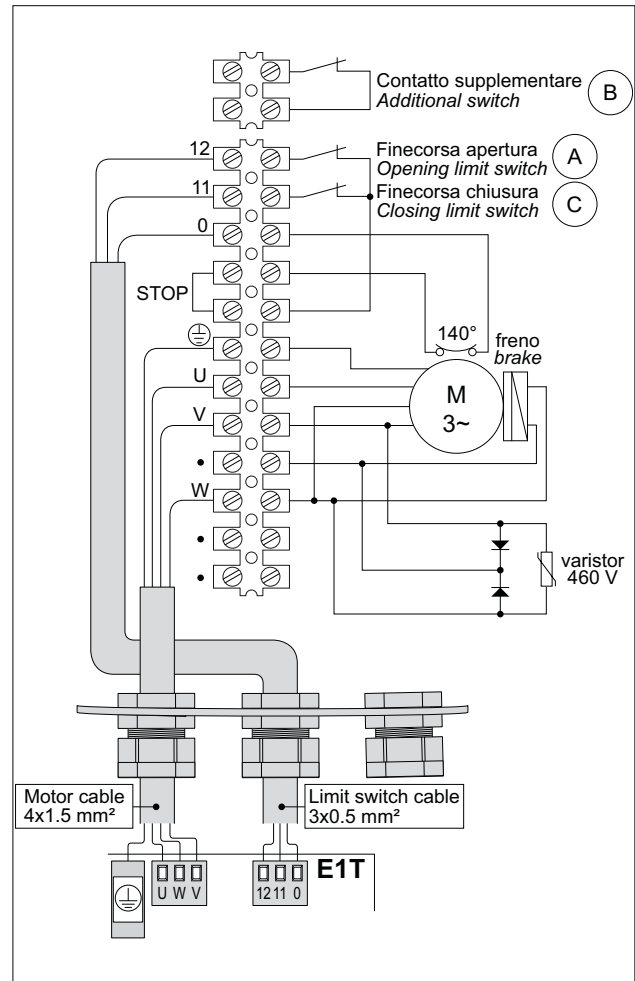 Contatto supplementare
Additional switch
B
12
Finecorsa apertura
Opening limit switch
A
11
Finecorsa chiusura
Closing limit switch
C
0
STOP
140°
freno
brake
U
M
3~
V
•
W
•
•
varistor
460 V
Motor cable
4x1.5 mm²
Limit switch cable
3x0.5 mm²
E1T
U W V
12 11 0